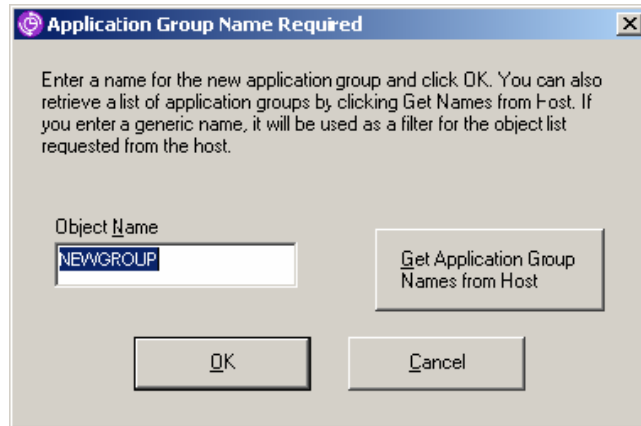 Application Group Name Required
Enter a name for the new application group and click OK. You can also
retrieve a list of application groups by clicking Get Names from Host. If
you enter a generic name, it will be used as a filter for the object list
requested from the host.
Object Name
NEWGROUP
Get Application Group
Names from Host
OK
Cancel